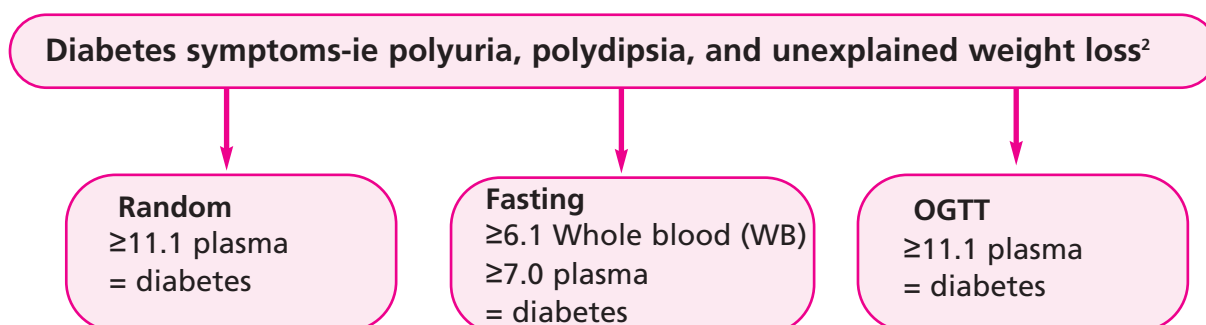 Diabetes symptoms-ie polyuria, polydipsia, and unexplained weight loss²
Random
≥11.1 plasma
= diabetes
Fasting
≥6.1 Whole blood (WB)
≥7.0 plasma
= diabetes
OGTT
≥11.1 plasma
= diabetes